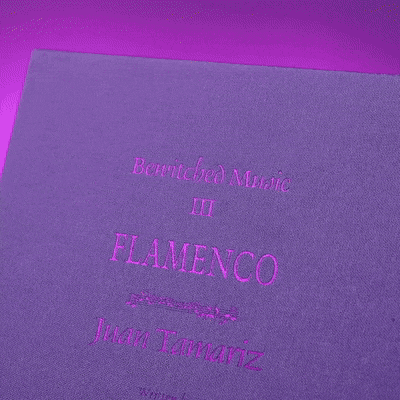 Bewitched Music
III
FLAMENCO
Juan Tamariz